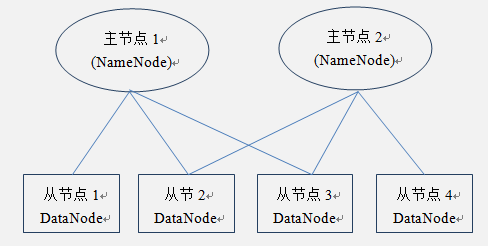 主节点 1
(NameNode)
主节点 2
(NameNode)
从节点 1
DataNode
从节 2
DataNode
从节点 3
DataNode
从节点 4
DataNode